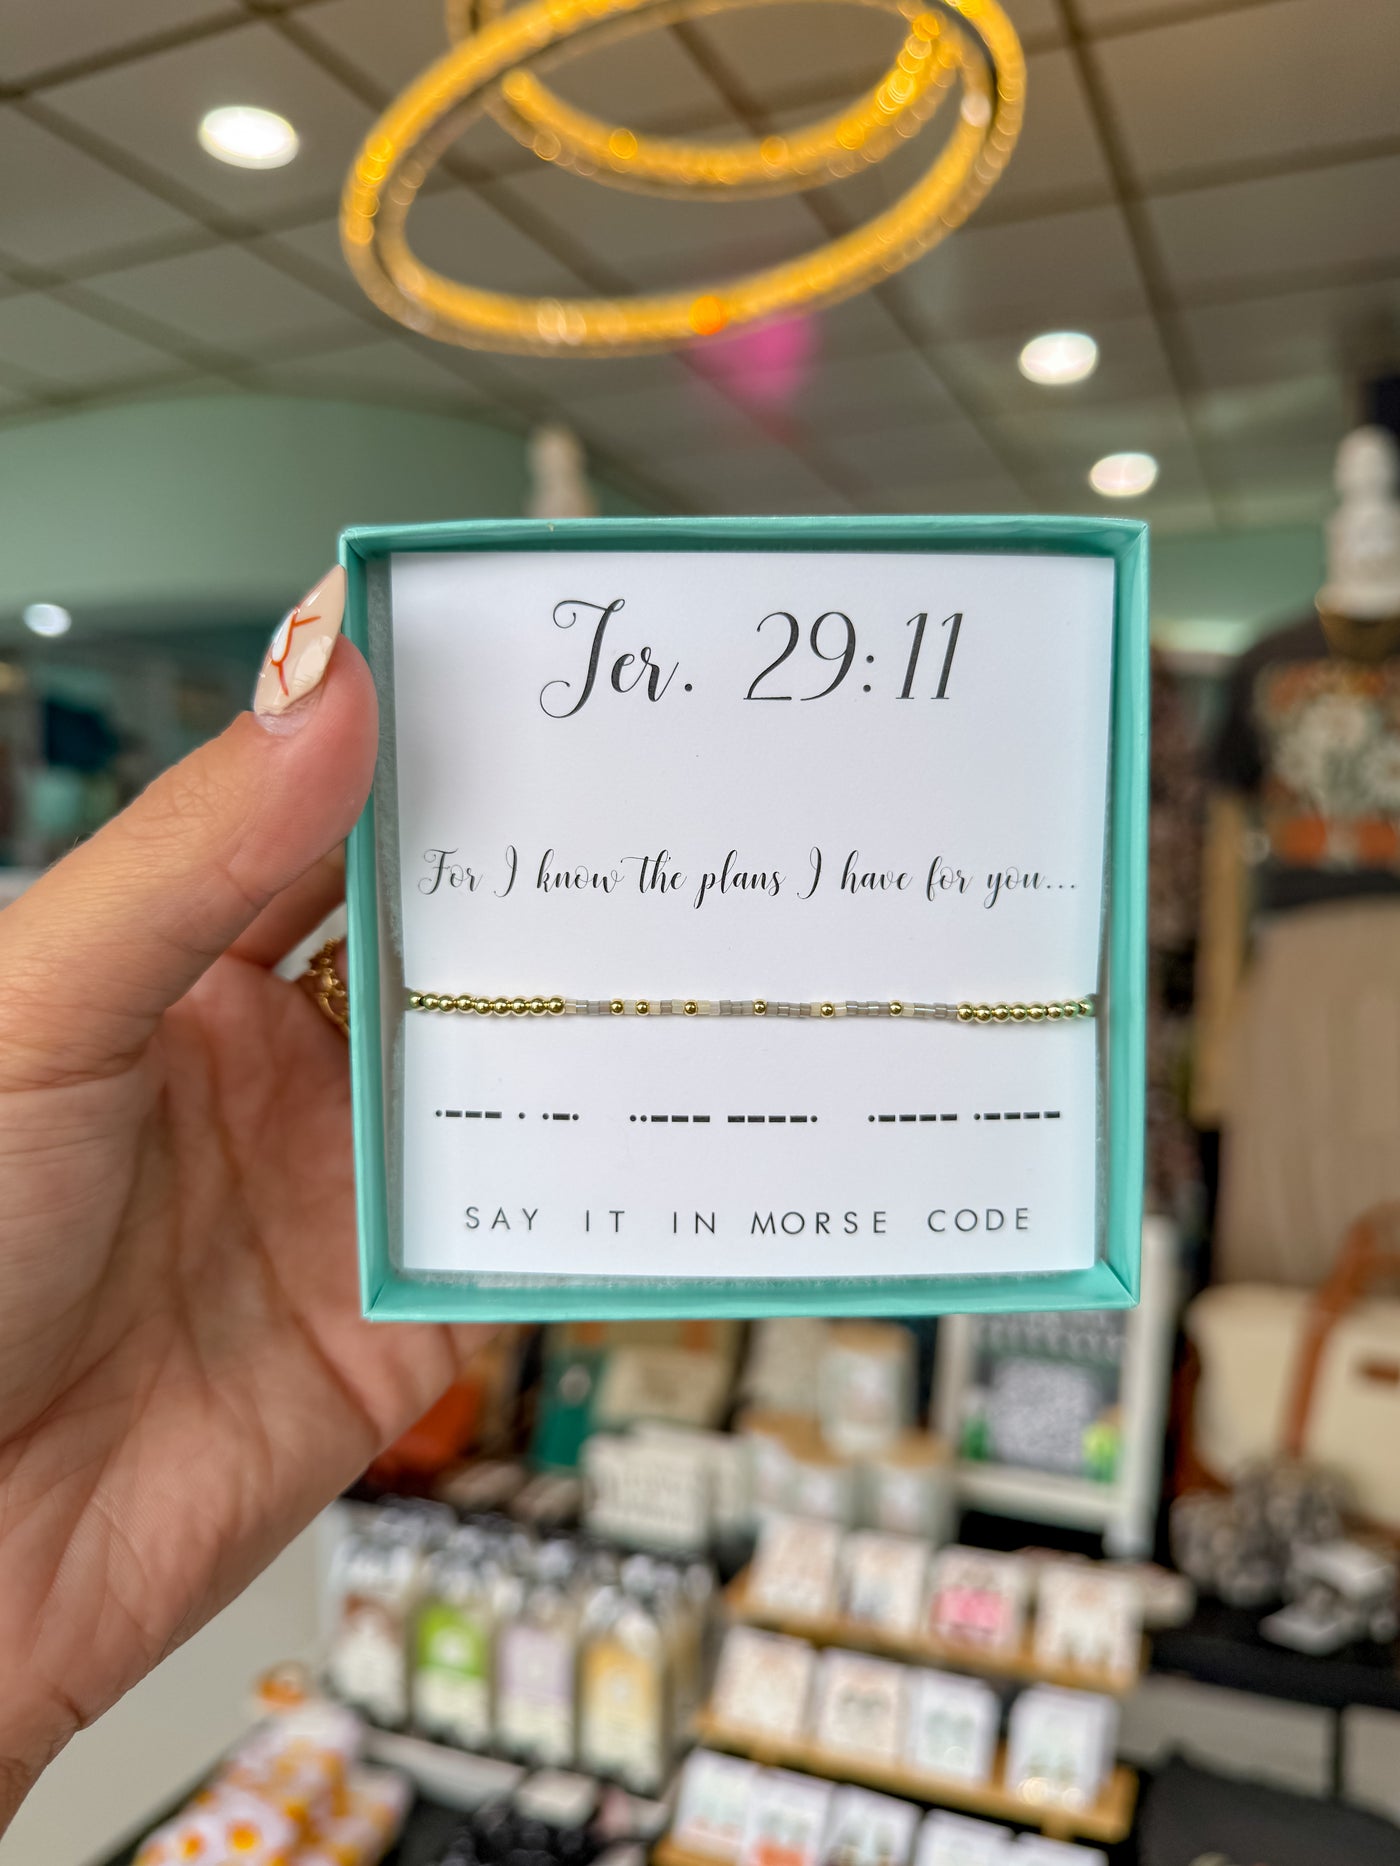 Jer. 29:11
For I know the plans I have for you...
·--- · ·-· ··--- ----· ·---- ·----
SAY IT IN MORSE CODE